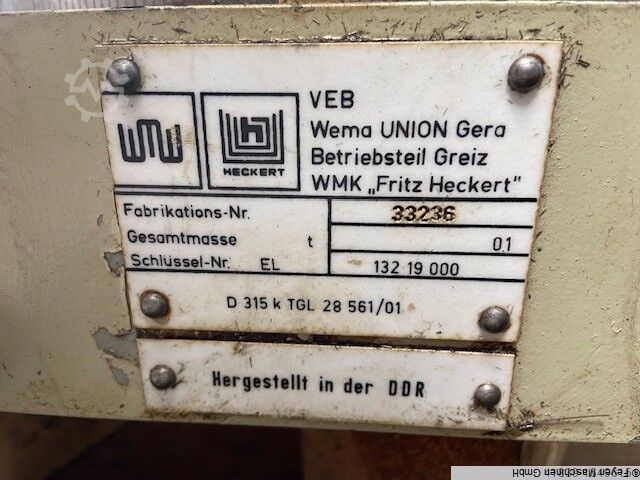 WMW
HECKERT
VEB
Wema UNION Gera
Betriebsteil Greiz
WMK „Fritz Heckert"
Fabrikations-Nr. 33236
Gesamtmasse t 01
Schlüssel-Nr. EL 132 19 000
D 315 k TGL 28 561/01
Hergestellt in der DDR
© Feyen Maschinen GmbH